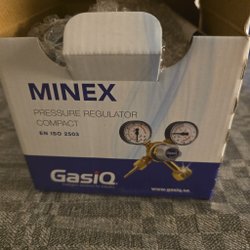 MINEX
PRESSURE REGULATOR
COMPACT
EN ISO 2503
GasiQ
www.gasiq.se